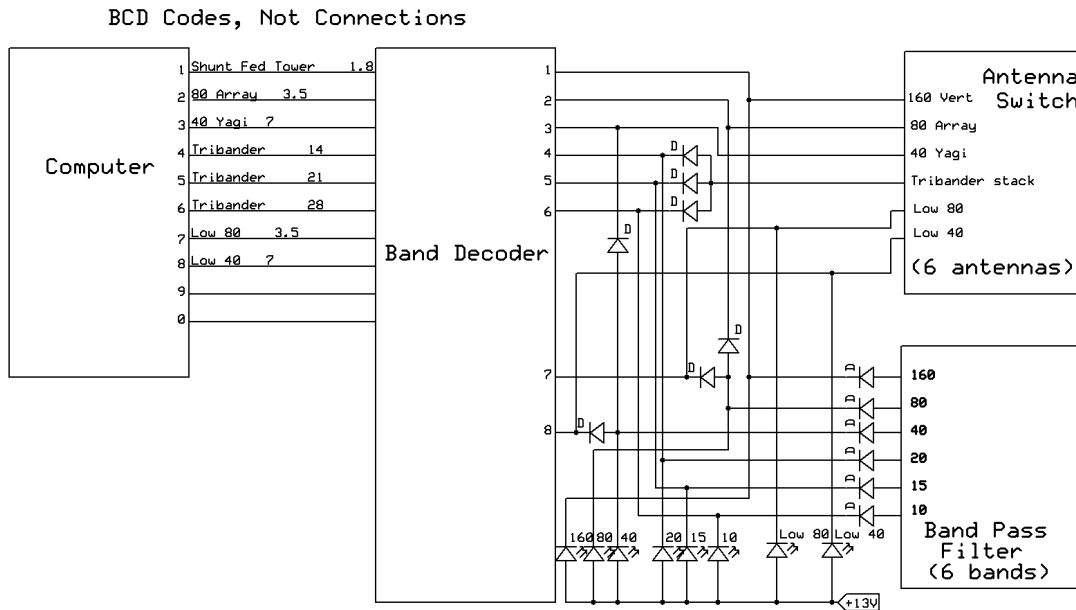 BCD Codes, Not Connections
Computer
1 Shunt Fed Tower 1.8
2 80 Array 3.5
3 40 Yagi 7
4 Tribander 14
5 Tribander 21
6 Tribander 28
7 Low 80 3.5
8 Low 40 7
9
0
Band Decoder
1
2
3
4
5
6
7
8
D
D
D
D
D
D
D
Antenna
Switch
160 Vert
80 Array
40 Yagi
Tribander stack
Low 80
Low 40
(6 antennas)
D 160
D 80
D 40
D 20
D 15
D 10
Band Pass
Filter
(6 bands)
160 80 40 20 15 10 Low 80 Low 40
+13V